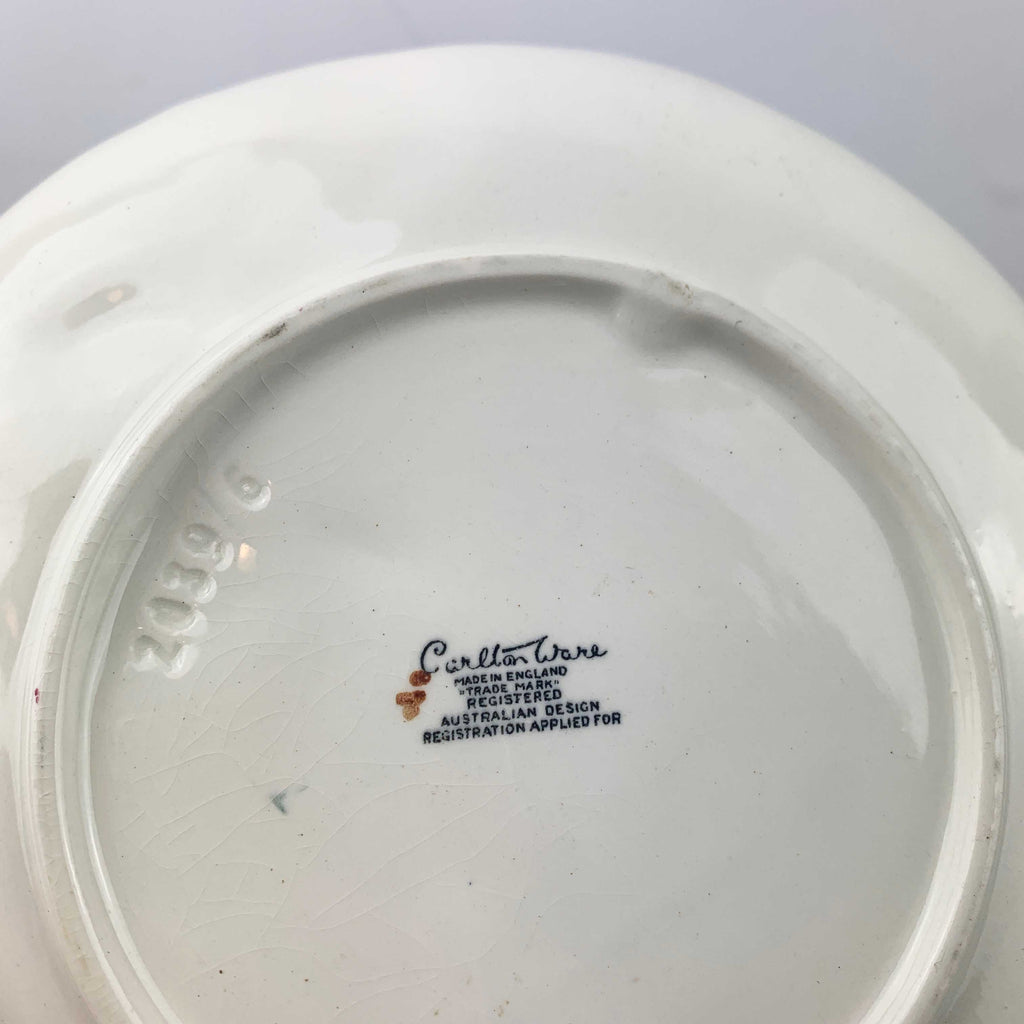 2039/6
Carlton Ware
MADE IN ENGLAND
"TRADE MARK"
REGISTERED
AUSTRALIAN DESIGN
REGISTRATION APPLIED FOR